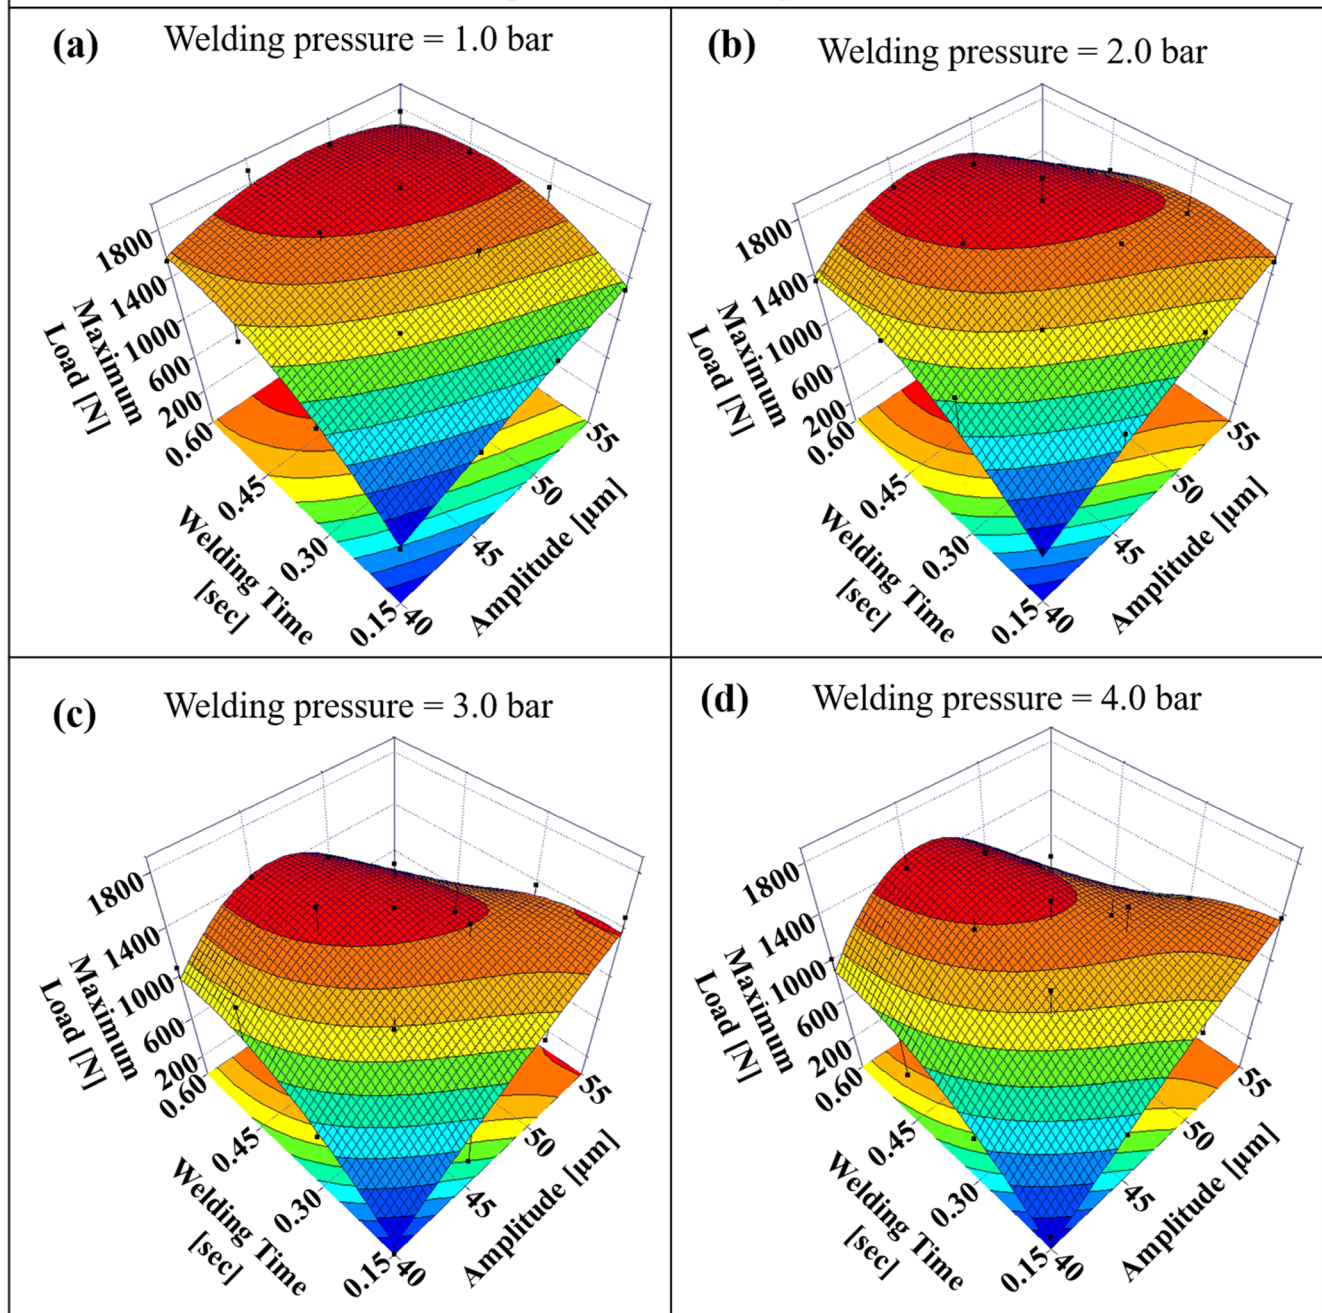 (a)
Welding pressure = 1.0 bar
1800
1400
1000
600
200
Maximum
Load [N]
0.60
0.45
0.30
0.15
Welding Time
[sec]
40
45
50
55
Amplitude [µm]
(b)
Welding pressure = 2.0 bar
1800
1400
1000
600
200
Maximum
Load [N]
0.60
0.45
0.30
0.15
Welding Time
[sec]
40
45
50
55
Amplitude [µm]
(c)
Welding pressure = 3.0 bar
1800
1400
1000
600
200
Maximum
Load [N]
0.60
0.45
0.30
0.15
Welding Time
[sec]
40
45
50
55
Amplitude [µm]
(d)
Welding pressure = 4.0 bar
1800
1400
1000
600
200
Maximum
Load [N]
0.60
0.45
0.30
0.15
Welding Time
[sec]
40
45
50
55
Amplitude [µm]